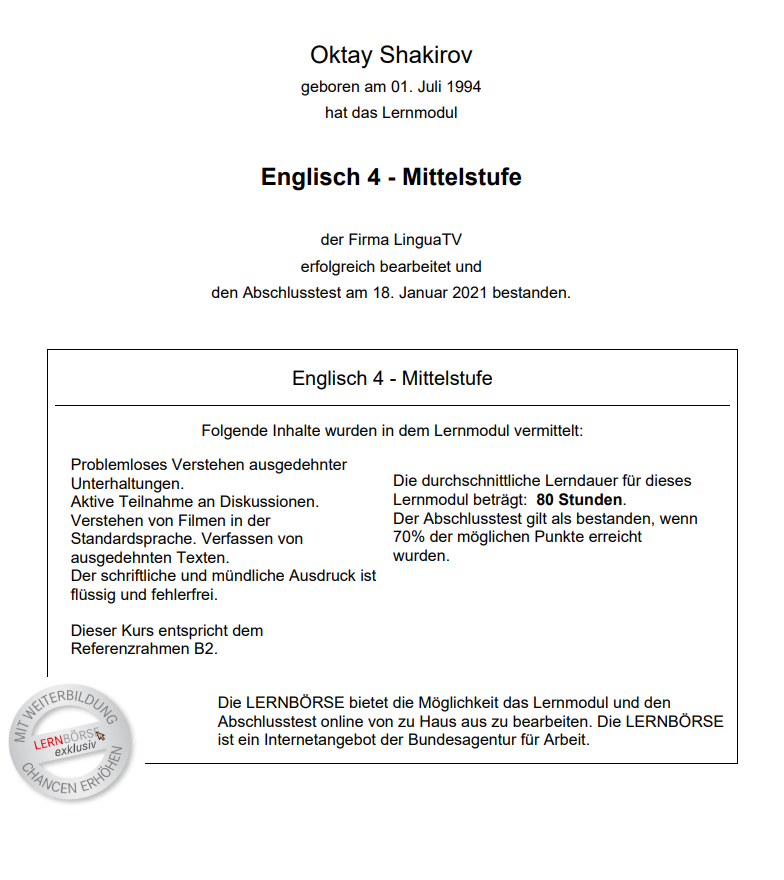 Oktay Shakirov
geboren am 01. Juli 1994
hat das Lernmodul
Englisch 4 - Mittelstufe
der Firma LinguaTV
erfolgreich bearbeitet und
den Abschlusstest am 18. Januar 2021 bestanden.
Englisch 4 - Mittelstufe
Folgende Inhalte wurden in dem Lernmodul vermittelt:
Problemloses Verstehen ausgedehnter
Unterhaltungen.
Aktive Teilnahme an Diskussionen.
Verstehen von Filmen in der
Standardsprache. Verfassen von
ausgedehnten Texten.
Der schriftliche und mündliche Ausdruck ist
flüssig und fehlerfrei.
Dieser Kurs entspricht dem
Referenzrahmen B2.
Die durchschnittliche Lerndauer für dieses
Lernmodul beträgt: 80 Stunden.
Der Abschlusstest gilt als bestanden, wenn
70% der möglichen Punkte erreicht
wurden.
MIT WEITERBILDUNG
LERNBÖRSE
exklusiv
CHANCEN ERHÖHEN
Die LERNBÖRSE bietet die Möglichkeit das Lernmodul und den
Abschlusstest online von zu Haus aus zu bearbeiten. Die LERNBÖRSE
ist ein Internetangebot der Bundesagentur für Arbeit.